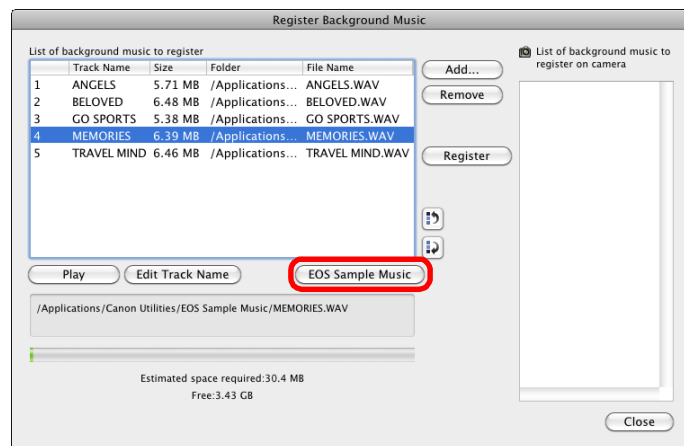 Register Background Music
List of background music to register
Track Name Size Folder File Name
1 ANGELS 5.71 MB /Applications... ANGELS.WAV
2 BELOVED 6.48 MB /Applications... BELOVED.WAV
3 GO SPORTS 5.38 MB /Applications... GO SPORTS.WAV
4 MEMORIES 6.39 MB /Applications... MEMORIES.WAV
5 TRAVEL MIND 6.46 MB /Applications... TRAVEL MIND.WAV
Add...
Remove
Register
List of background music to
register on camera
Play
Edit Track Name
EOS Sample Music
/Applications/Canon Utilities/EOS Sample Music/MEMORIES.WAV
Estimated space required:30.4 MB
Free:3.43 GB
Close